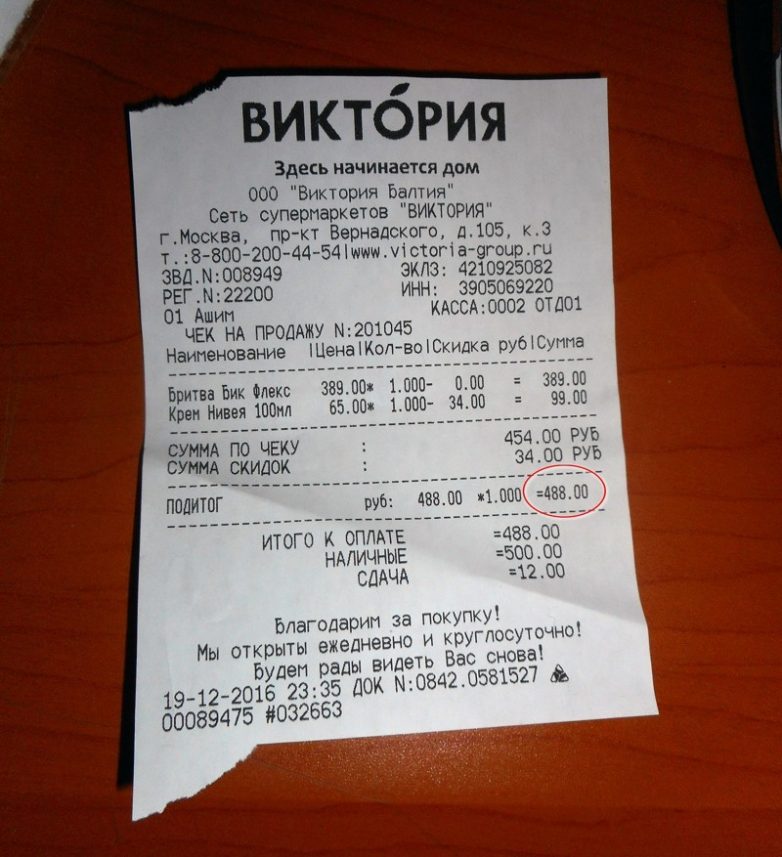 ВИКТОРИЯ
Здесь начинается дом
ООО "Виктория Балтия"
Сеть супермаркетов "ВИКТОРИЯ"
г.Москва, пр-кт Вернадского, д.105, к.3
т.:8-800-200-44-54|www.victoria-group.ru
ЗВД.N:008949 ЭКЛЗ: 4210925082
РЕГ.N:22200 ИНН: 3905069220
01 Ашим КАССА:0002 ОТД01
ЧЕК НА ПРОДАЖУ N:201045
Наименование |Цена|Кол-во|Скидка руб|Сумма
Бритва Бик Флекс 389.00* 1.000- 0.00 = 389.00
Крем Нивея 100мл 65.00* 1.000- 34.00 = 99.00
СУММА ПО ЧЕКУ : 454.00 РУБ
СУММА СКИДОК : 34.00 РУБ
ПОДИТОГ руб: 488.00 *1.000 =488.00
ИТОГО К ОПЛАТЕ =488.00
НАЛИЧНЫЕ =500.00
СДАЧА =12.00
Благодарим за покупку!
Мы открыты ежедневно и круглосуточно!
Будем рады видеть Вас снова!
19-12-2016 23:35 ДОК N:0842.0581527
00089475 #032663